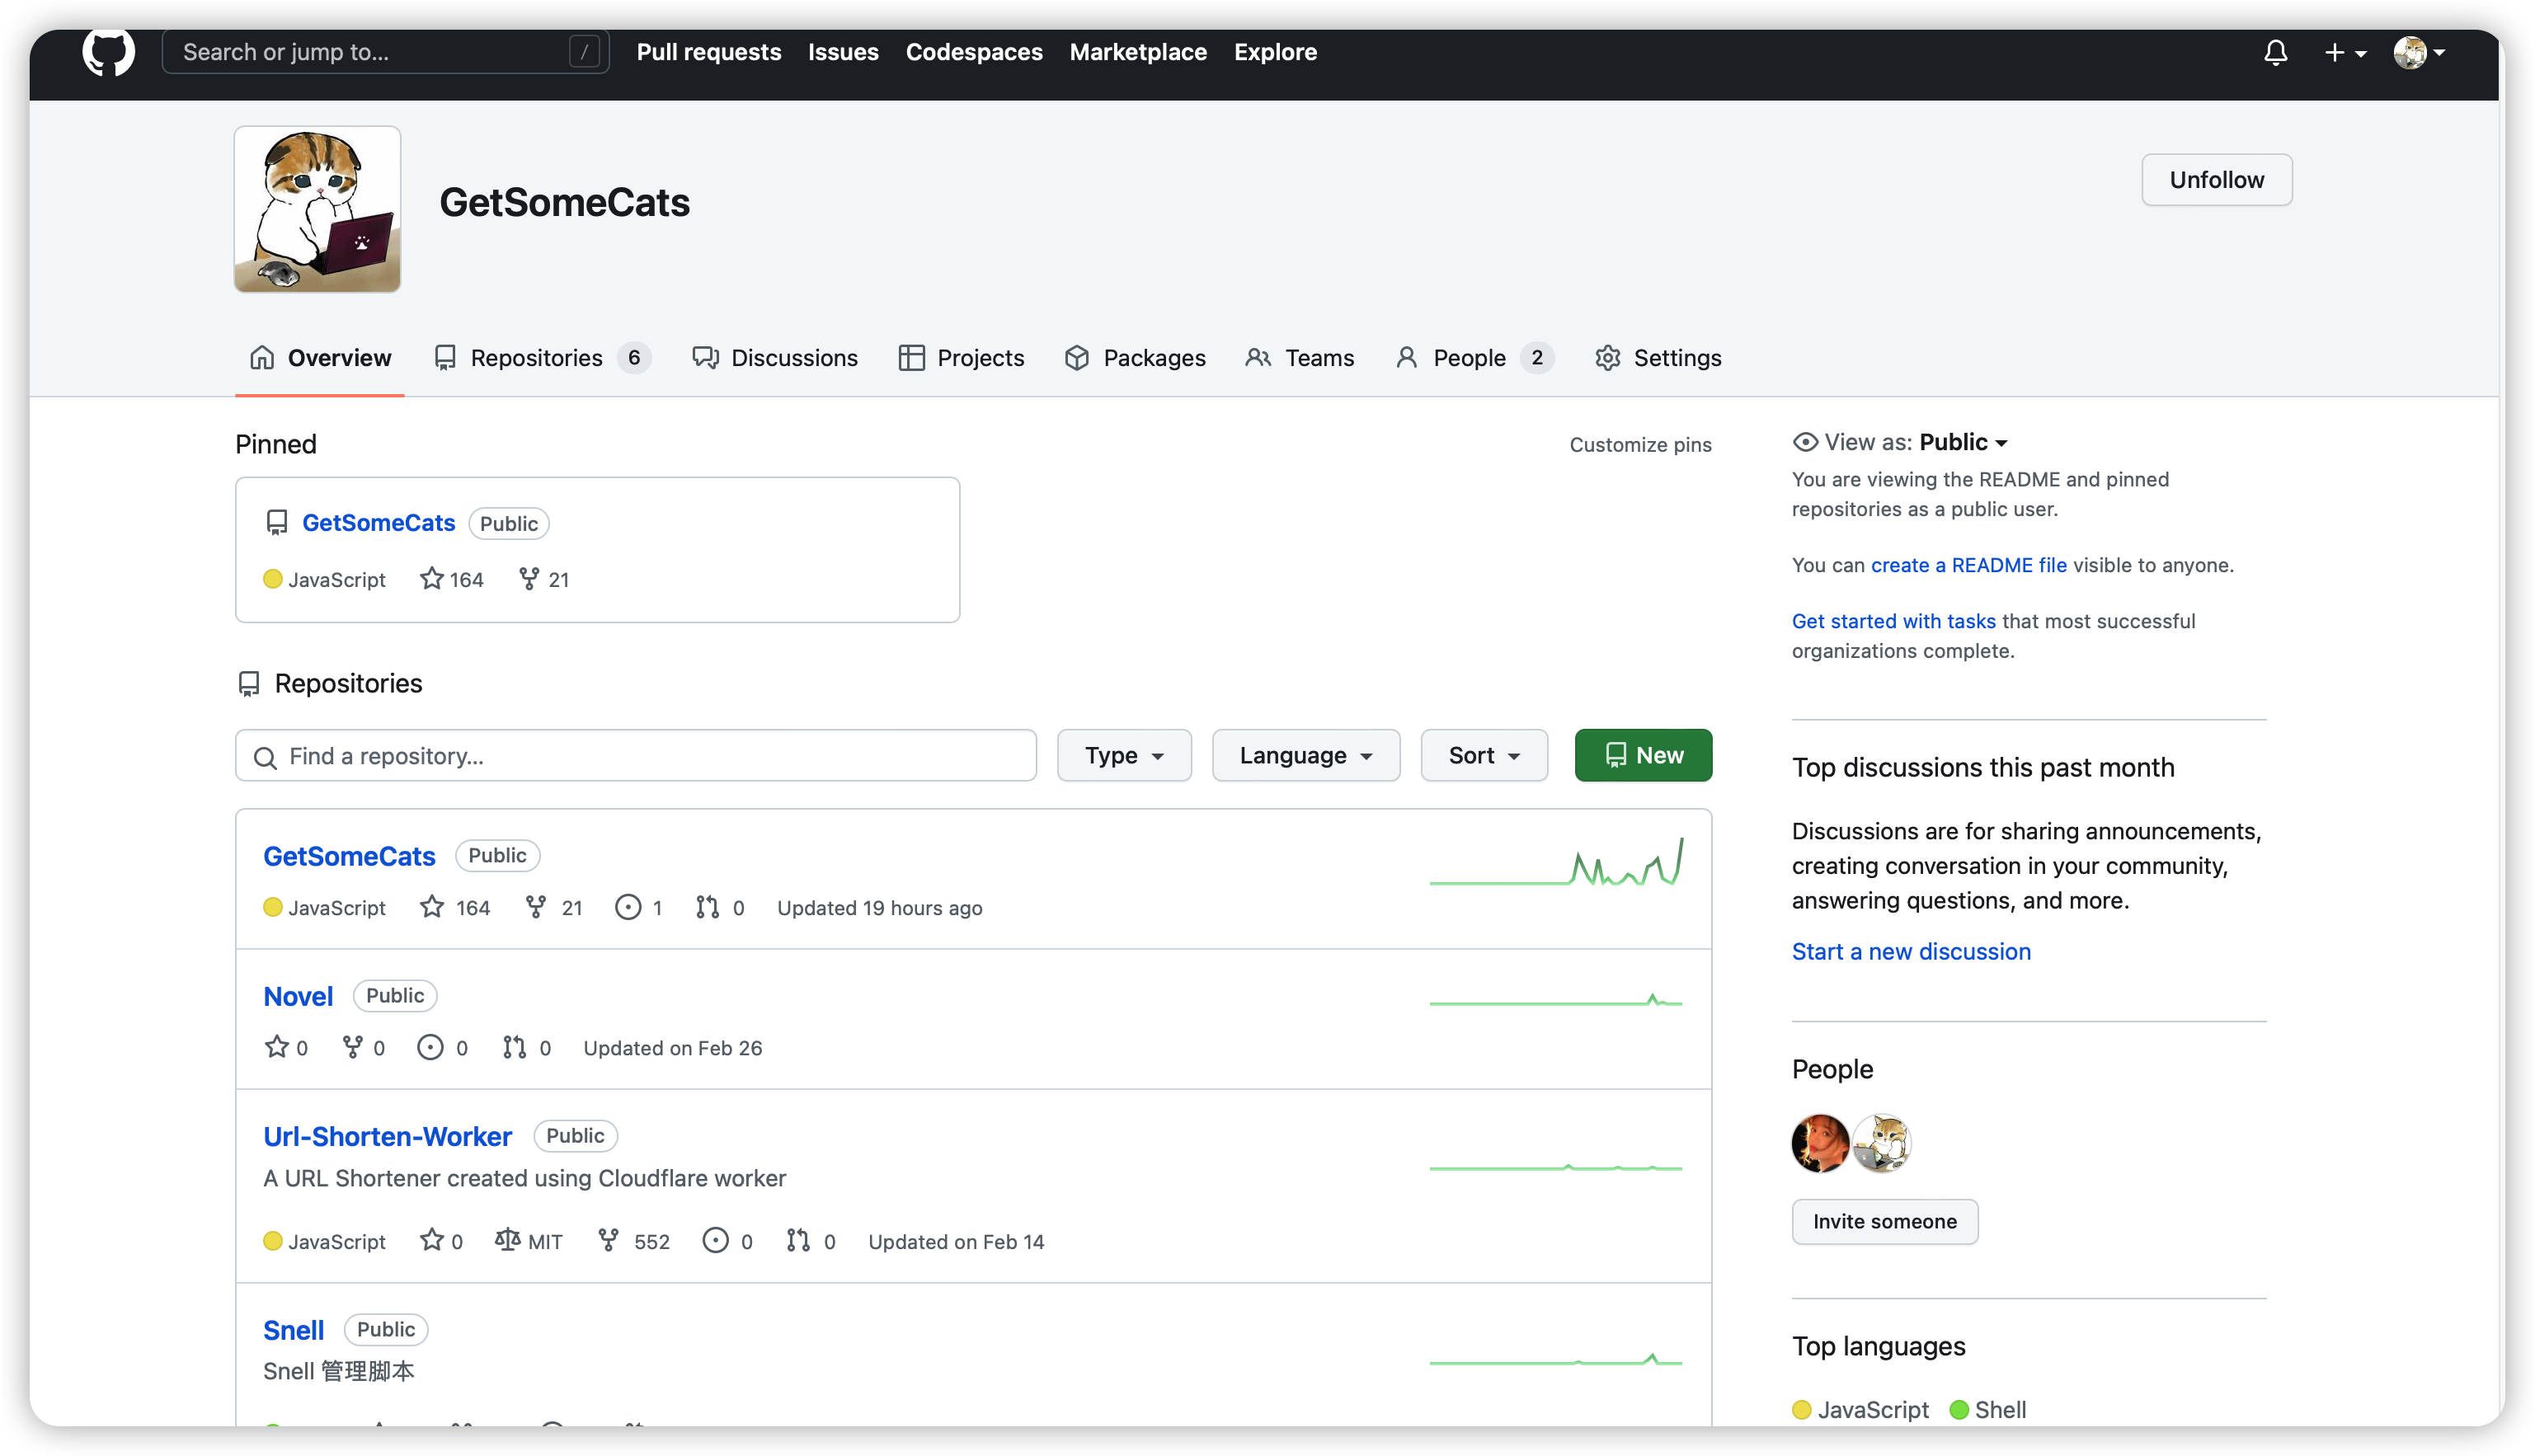 Search or jump to...
/
Pull requests
Issues
Codespaces
Marketplace
Explore
GetSomeCats
Unfollow
Overview
Repositories 6
Discussions
Projects
Packages
Teams
People 2
Settings
Pinned
Customize pins
GetSomeCats Public
JavaScript 164 21
Repositories
Find a repository...
Type
Language
Sort
New
GetSomeCats Public
JavaScript 164 21 1 0 Updated 19 hours ago
Novel Public
0 0 0 0 Updated on Feb 26
Url-Shorten-Worker Public
A URL Shortener created using Cloudflare worker
JavaScript 0 MIT 552 0 0 Updated on Feb 14
Snell Public
Snell 管理脚本
View as: Public
You are viewing the README and pinned
repositories as a public user.
You can create a README file visible to anyone.
Get started with tasks that most successful
organizations complete.
Top discussions this past month
Discussions are for sharing announcements,
creating conversation in your community,
answering questions, and more.
Start a new discussion
People
Invite someone
Top languages
JavaScript Shell